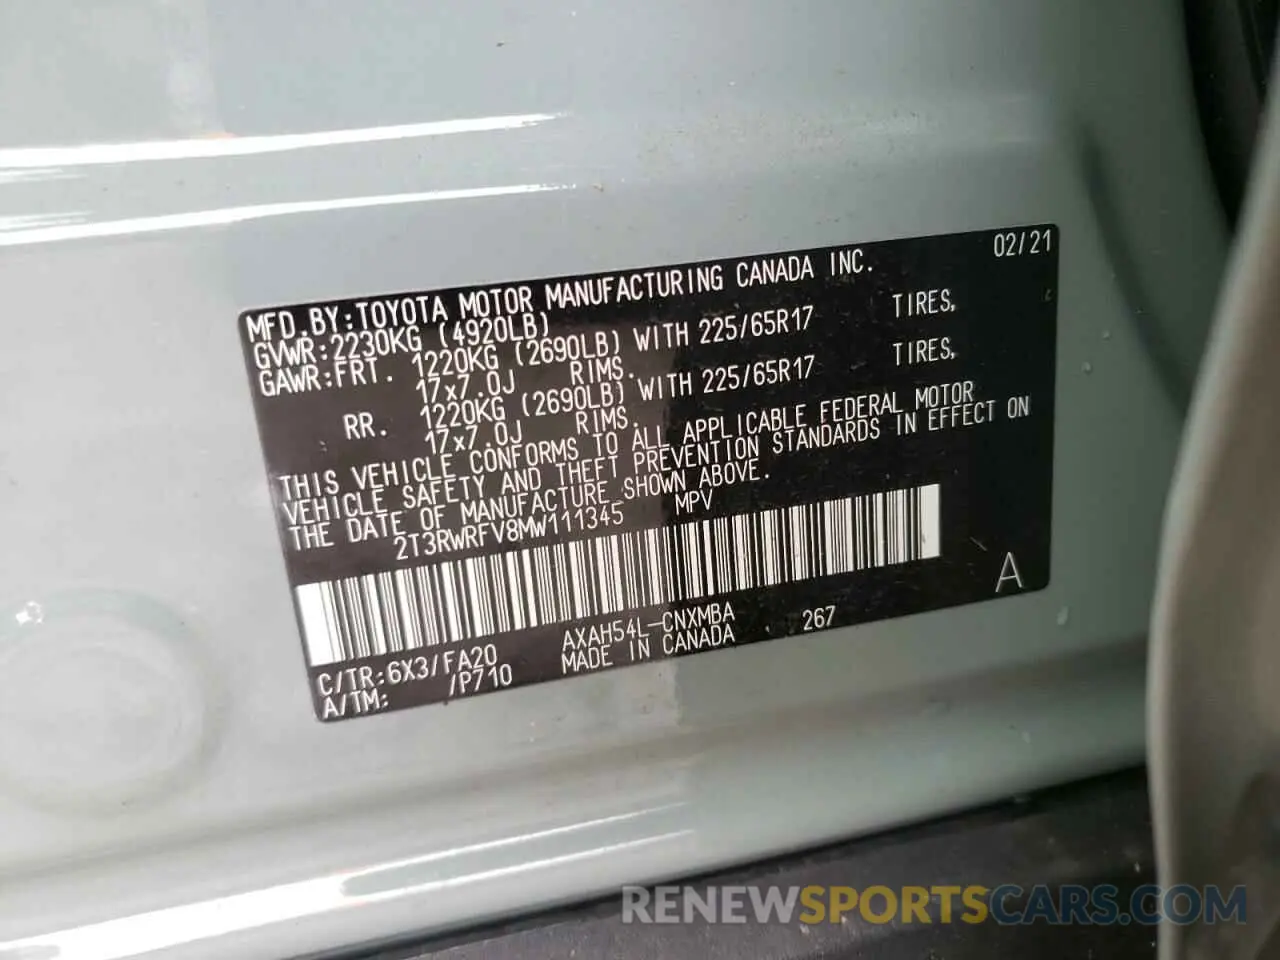 02/21
MFD.BY:TOYOTA MOTOR MANUFACTURING CANADA INC.
GVWR:2230KG (4920LB)
GAWR:FRT. 1220KG (2690LB) WITH 225/65R17 TIRES,
17x7.0J RIMS.
RR. 1220KG (2690LB) WITH 225/65R17 TIRES,
17x7.0J RIMS.
THIS VEHICLE CONFORMS TO ALL APPLICABLE FEDERAL MOTOR
VEHICLE SAFETY AND THEFT PREVENTION STANDARDS IN EFFECT ON
THE DATE OF MANUFACTURE SHOWN ABOVE.
2T3RWRFV8MW111345 MPV
A
C/TR:6X3/FA20 AXAH54L-CNXMBA 267
A/TM: /P710 MADE IN CANADA
RENEWSPORTSCARS.COM